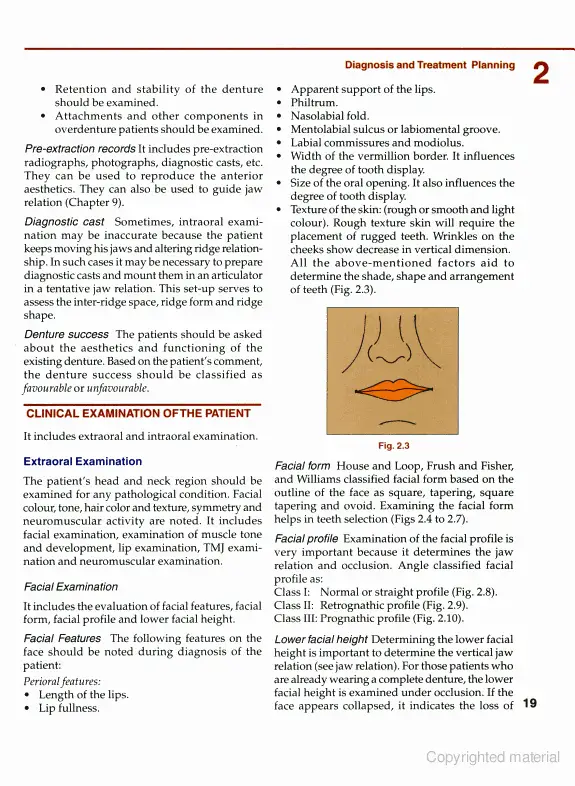 Diagnosis and Treatment Planning
2
• Retention and stability of the denture
should be examined.
• Attachments and other components in
overdenture patients should be examined.
Pre-extraction records It includes pre-extraction
radiographs, photographs, diagnostic casts, etc.
They can be used to reproduce the anterior
aesthetics. They can also be used to guide jaw
relation (Chapter 9).
Diagnostic cast Sometimes, intraoral exami-
nation may be inaccurate because the patient
keeps moving his jaws and altering ridge relation-
ship. In such cases it may be necessary to prepare
diagnostic casts and mount them in an articulator
in a tentative jaw relation. This set-up serves to
assess the inter-ridge space, ridge form and ridge
shape.
Denture success The patients should be asked
about the aesthetics and functioning of the
existing denture. Based on the patient's comment,
the denture success should be classified as
favourable or unfavourable.
CLINICAL EXAMINATION OF THE PATIENT
It includes extraoral and intraoral examination.
Extraoral Examination
The patient's head and neck region should be
examined for any pathological condition. Facial
colour, tone, hair color and texture, symmetry and
neuromuscular activity are noted. It includes
facial examination, examination of muscle tone
and development, lip examination, TMJ exami-
nation and neuromuscular examination.
Facial Examination
It includes the evaluation of facial features, facial
form, facial profile and lower facial height.
Facial Features The following features on the
face should be noted during diagnosis of the
patient:
Perioral features:
• Length of the lips.
• Lip fullness.
• Apparent support of the lips.
• Philtrum.
• Nasolabial fold.
• Mentolabial sulcus or labiomental groove.
• Labial commissures and modiolus.
• Width of the vermillion border. It influences
the degree of tooth display.
• Size of the oral opening. It also influences the
degree of tooth display.
• Texture of the skin: (rough or smooth and light
colour). Rough texture skin will require the
placement of rugged teeth. Wrinkles on the
cheeks show decrease in vertical dimension.
All the above-mentioned factors aid to
determine the shade, shape and arrangement
of teeth (Fig. 2.3).
Fig. 2.3
Facial form House and Loop, Frush and Fisher,
and Williams classified facial form based on the
outline of the face as square, tapering, square
tapering and ovoid. Examining the facial form
helps in teeth selection (Figs 2.4 to 2.7).
Facial profile Examination of the facial profile is
very important because it determines the jaw
relation and occlusion. Angle classified facial
profile as:
Class I: Normal or straight profile (Fig. 2.8).
Class II: Retrognathic profile (Fig. 2.9).
Class III: Prognathic profile (Fig. 2.10).
Lower facial height Determining the lower facial
height is important to determine the vertical jaw
relation (see jaw relation). For those patients who
are already wearing a complete denture, the lower
facial height is examined under occlusion. If the
face appears collapsed, it indicates the loss of
19
Copyrighted material